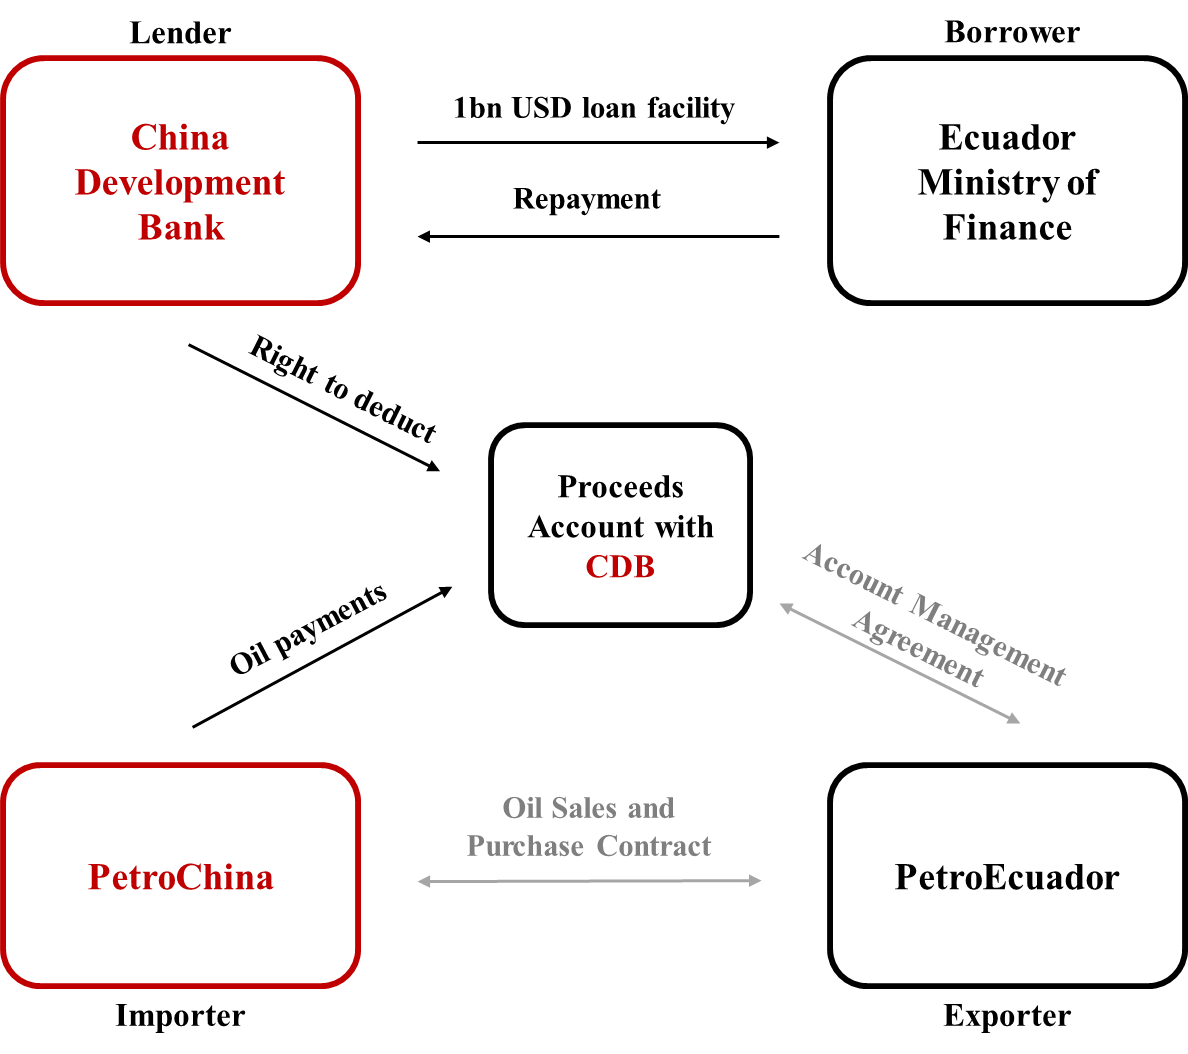 Lender
Borrower
China
Development
Bank
1bn USD loan facility
Repayment
Ecuador
Ministry of
Finance
Right to deduct
Proceeds
Account with
CDB
Account Management
Agreement
Oil payments
Oil Sales and
Purchase Contract
PetroChina
PetroEcuador
Importer
Exporter